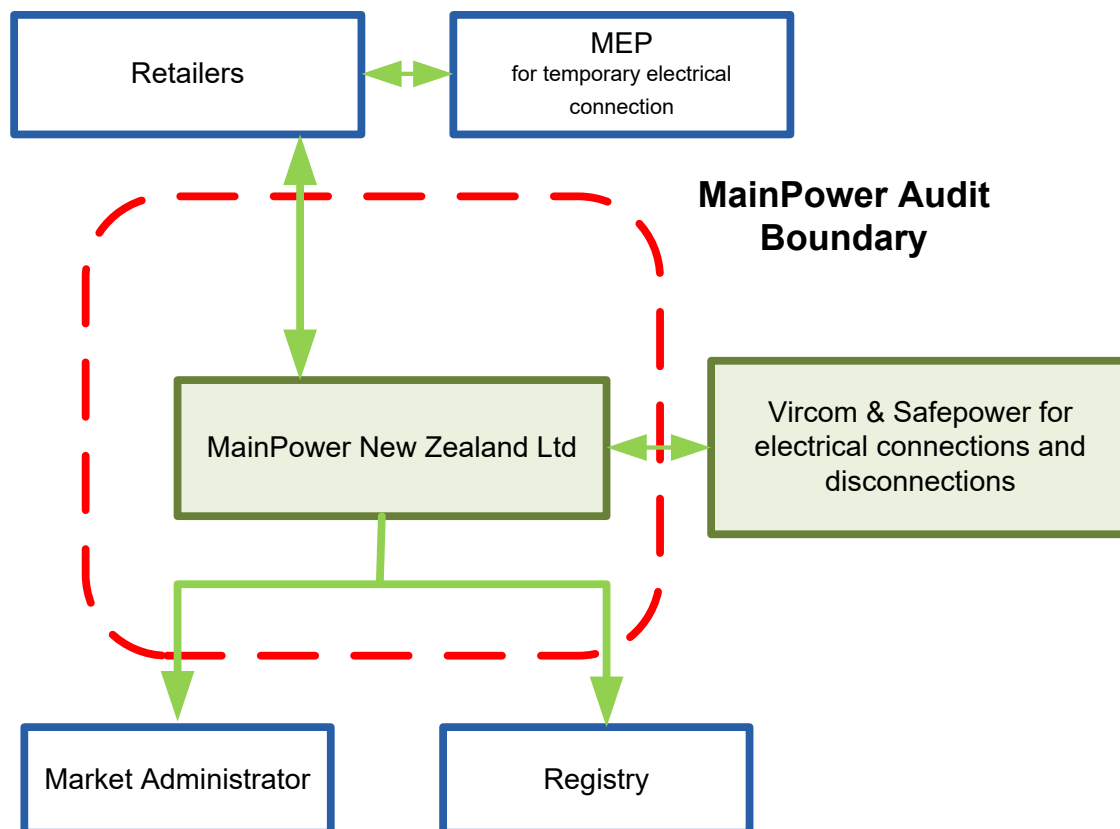 Retailers
MEP
for temporary electrical
connection
MainPower Audit
Boundary
MainPower New Zealand Ltd
Vircom & Safepower for
electrical connections and
disconnections
Market Administrator
Registry